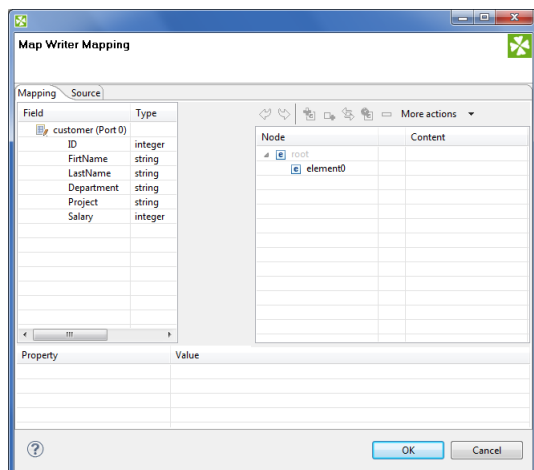 Map Writer Mapping
Mapping Source
Field Type
customer (Port 0)
ID integer
FirtName string
LastName string
Department string
Project string
Salary integer
More actions
Node Content
e root
e element0
Property Value
? OK Cancel